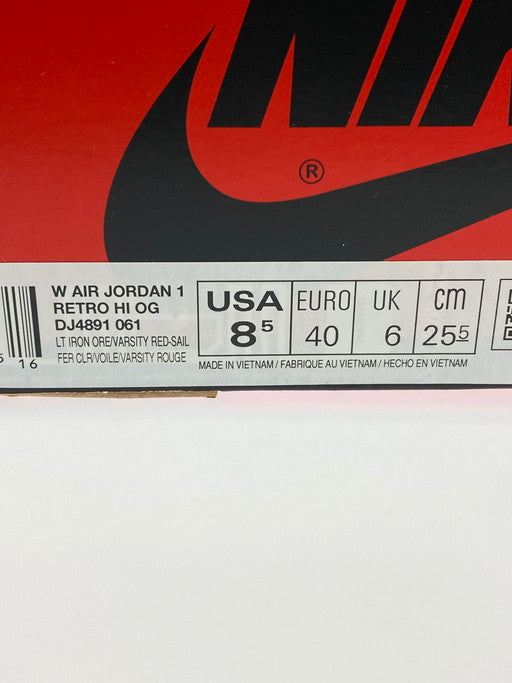 NIK
®
W AIR JORDAN 1
RETRO HI OG
DJ4891 061
LT IRON ORE/VARSITY RED-SAIL
FER CLR/VOILE/VARSITY ROUGE
USA
8⁵
EURO
40
UK
6
cm
25⁵
MADE IN VIETNAM / FABRIQUE AU VIETNAM / HECHO EN VIETNAM
16